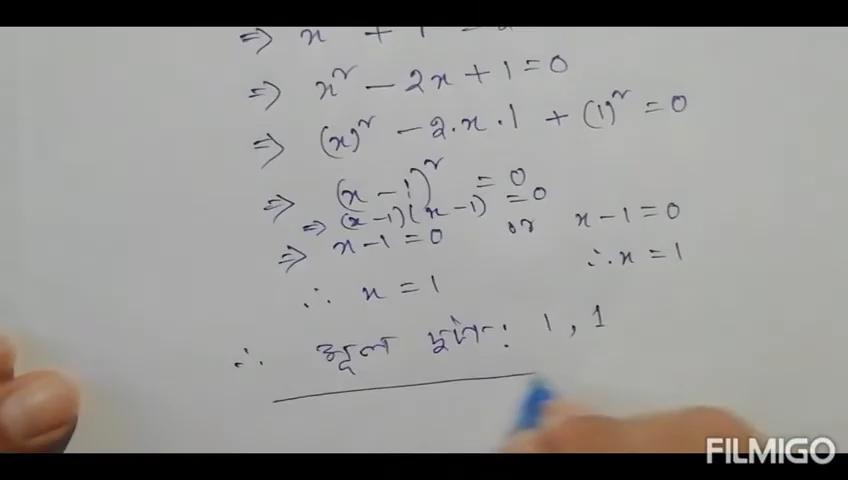 ⇒ x² - 2x + 1 = 0
⇒ (x)² - 2.x.1 + (1)² = 0
⇒ (x - 1)² = 0
⇒ (x - 1)(x - 1) = 0
⇒ x - 1 = 0 or x - 1 = 0
∴ x = 1 ∴ x = 1
∴ মূল : 1, 1
FILMIGO